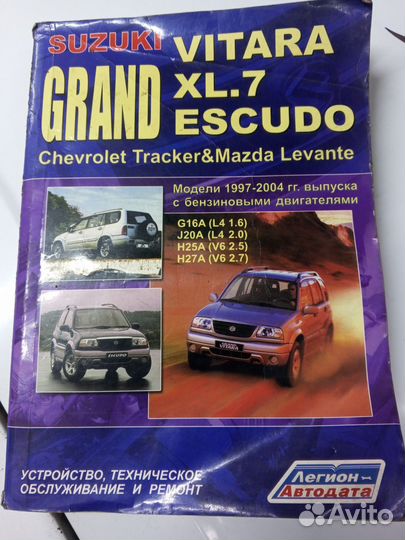 SUZUKI
GRAND
VITARA
XL.7
ESCUDO
Chevrolet Tracker&Mazda Levante
Модели 1997-2004 гг. выпуска
с бензиновыми двигателями
G16A (L4 1.6)
J20A (L4 2.0)
H25A (V6 2.5)
H27A (V6 2.7)
ESCUDO
УСТРОЙСТВО, ТЕХНИЧЕСКОЕ
ОБСЛУЖИВАНИЕ И РЕМОНТ
Легион
Автодата
Avito